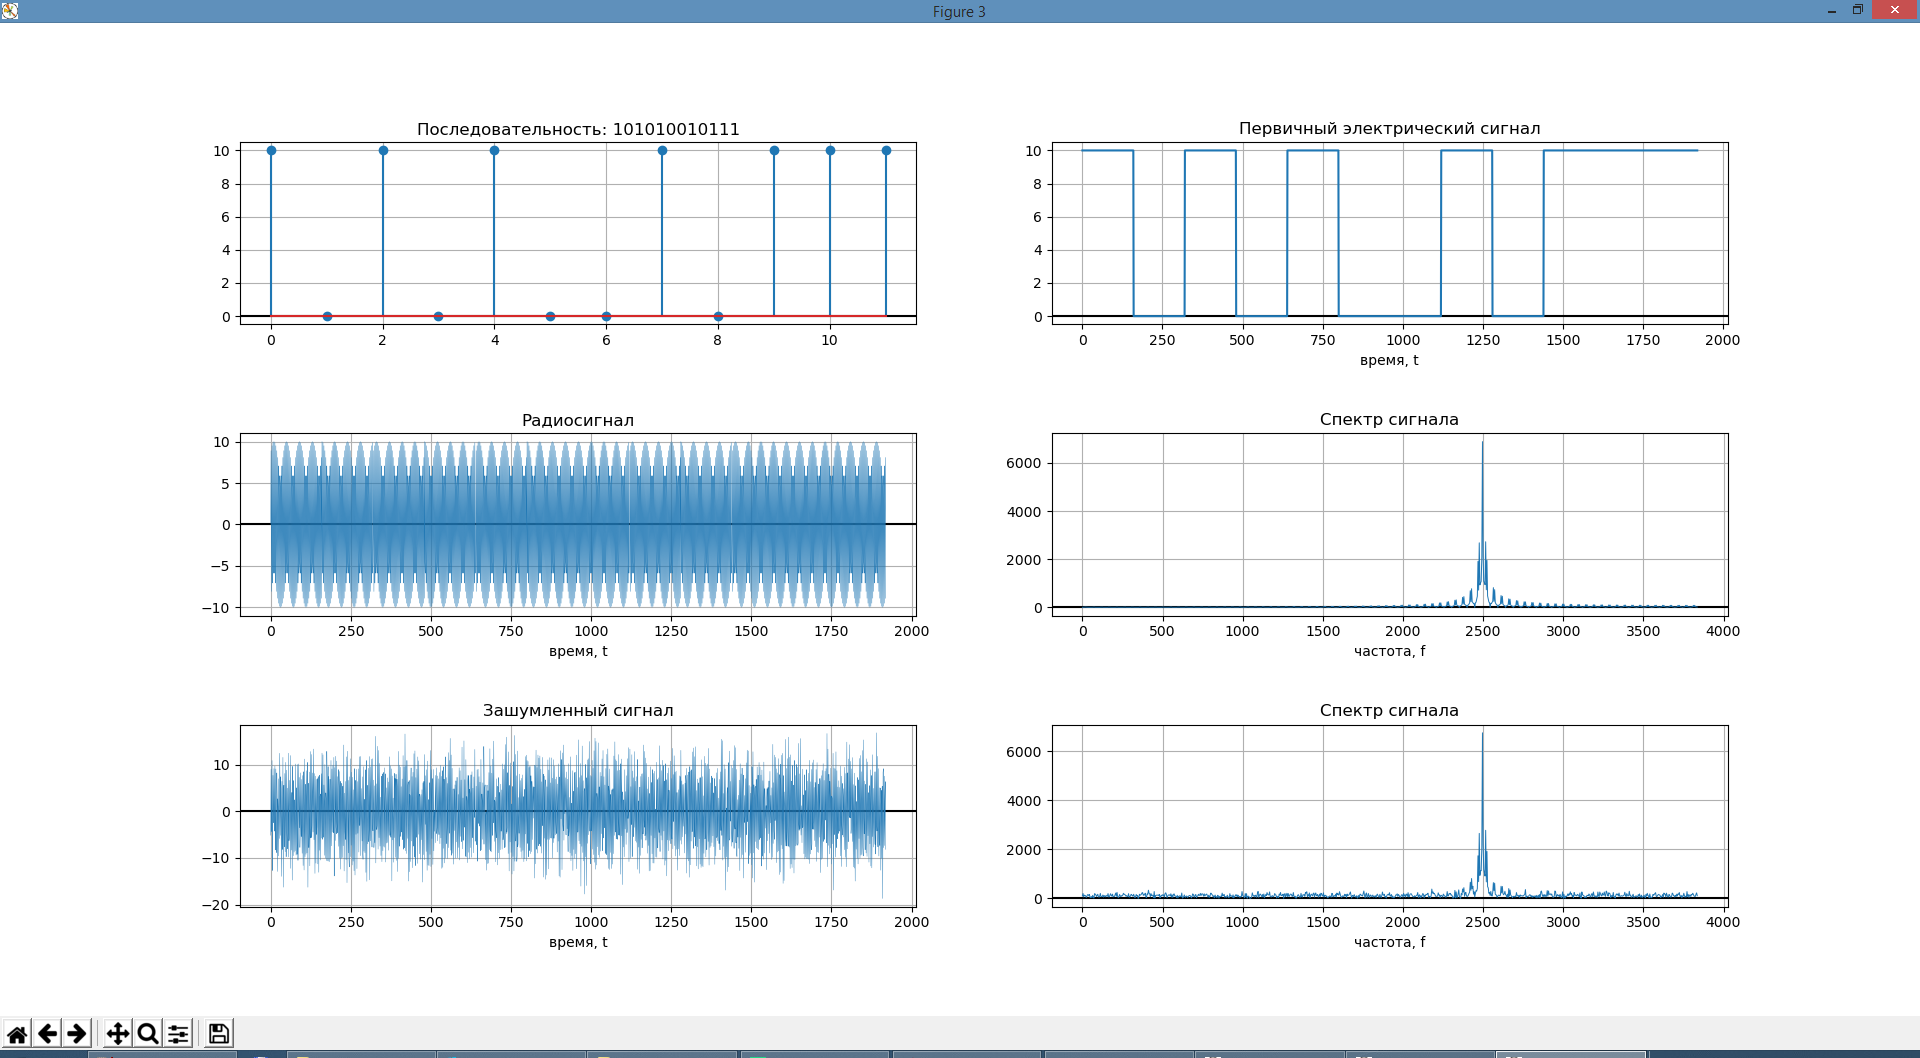 Figure 3
Последовательность: 101010010111
10
8
6
4
2
0
0 2 4 6 8 10
Первичный электрический сигнал
10
8
6
4
2
0
0 250 500 750 1000 1250 1500 1750 2000
время, t
Радиосигнал
10
5
0
−5
−10
0 250 500 750 1000 1250 1500 1750 2000
время, t
Спектр сигнала
6000
4000
2000
0
0 500 1000 1500 2000 2500 3000 3500 4000
частота, f
Зашумленный сигнал
10
0
−10
−20
0 250 500 750 1000 1250 1500 1750 2000
время, t
Спектр сигнала
6000
4000
2000
0
0 500 1000 1500 2000 2500 3000 3500 4000
частота, f